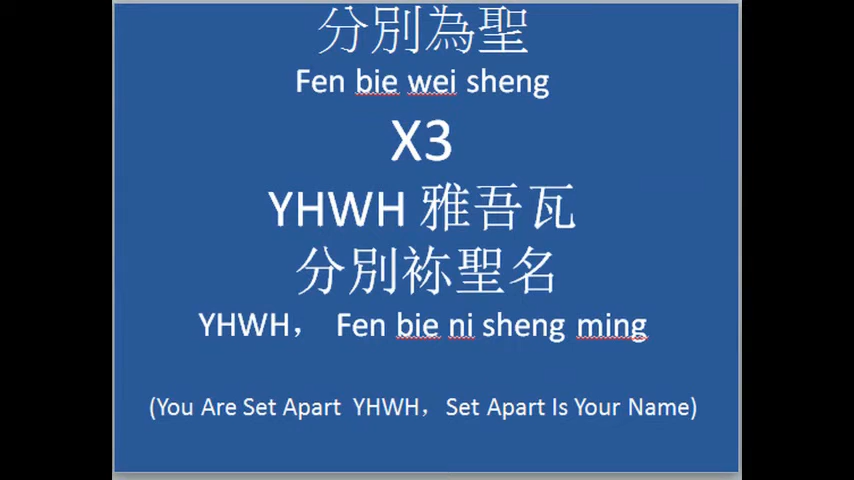 分別為聖
Fen bie wei sheng
X3
YHWH 雅吾瓦
分別袮聖名
YHWH， Fen bie ni sheng ming
(You Are Set Apart YHWH，Set Apart Is Your Name)